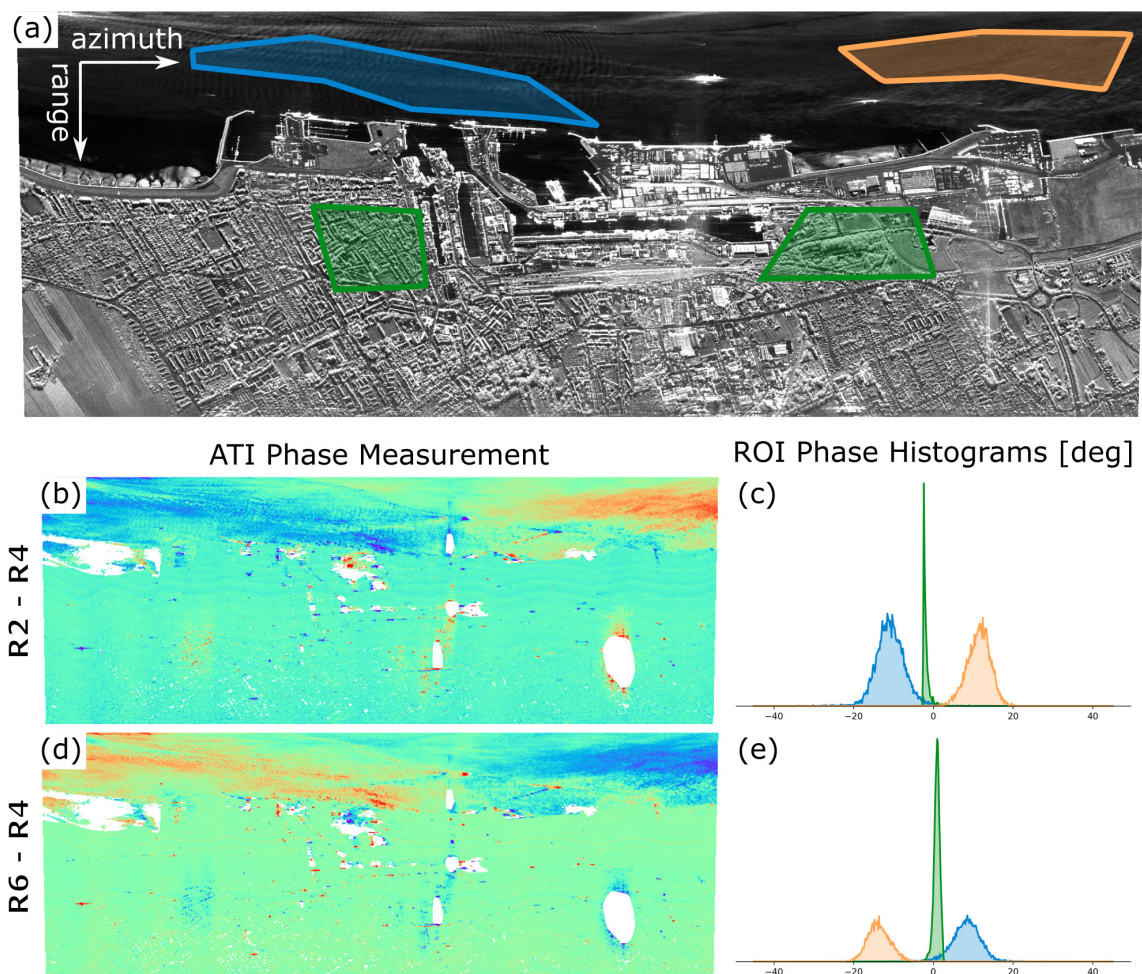 (a)
azimuth
range
ATI Phase Measurement
ROI Phase Histograms [deg]
(b)
(c)
R2 - R4
−40 −20 0 20 40
(d)
(e)
R6 - R4
−40 −20 0 20 40